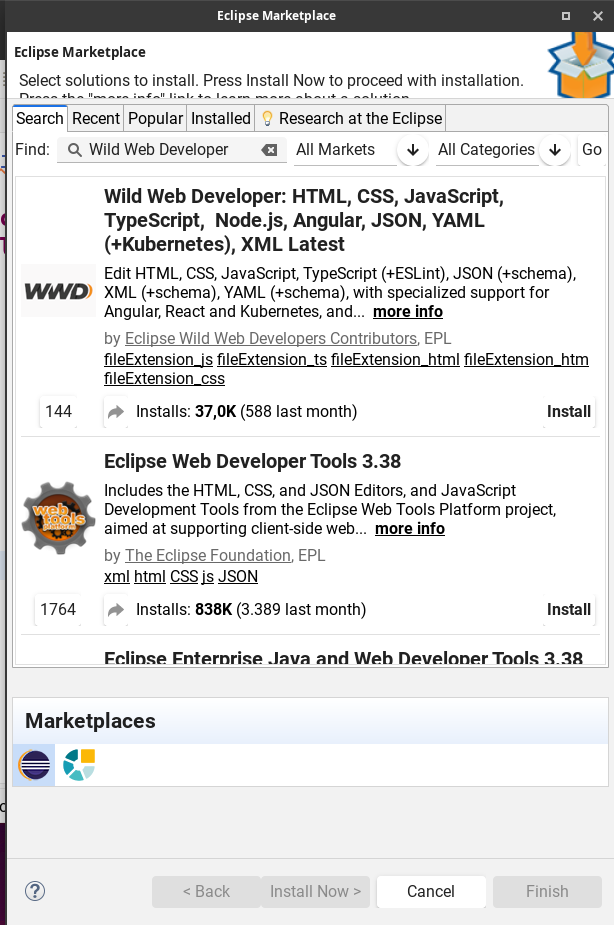 Eclipse Marketplace
Eclipse Marketplace
Select solutions to install. Press Install Now to proceed with installation.
Press the "more info" link to learn more about a solution.
Search Recent Popular Installed Research at the Eclipse
Find: Wild Web Developer All Markets All Categories Go
Wild Web Developer: HTML, CSS, JavaScript,
TypeScript, Node.js, Angular, JSON, YAML
(+Kubernetes), XML Latest
WWD
Edit HTML, CSS, JavaScript, TypeScript (+ESLint), JSON (+schema),
XML (+schema), YAML (+schema), with specialized support for
Angular, React and Kubernetes, and... more info
by Eclipse Wild Web Developers Contributors, EPL
fileExtension_js fileExtension_ts fileExtension_html fileExtension_htm
fileExtension_css
144 Installs: 37,0K (588 last month) Install
Eclipse Web Developer Tools 3.38
web
tools
platform
Includes the HTML, CSS, and JSON Editors, and JavaScript
Development Tools from the Eclipse Web Tools Platform project,
aimed at supporting client-side web... more info
by The Eclipse Foundation, EPL
xml html CSS js JSON
1764 Installs: 838K (3.389 last month) Install
Eclipse Enterprise Java and Web Developer Tools 3.38
Marketplaces
? < Back Install Now > Cancel Finish